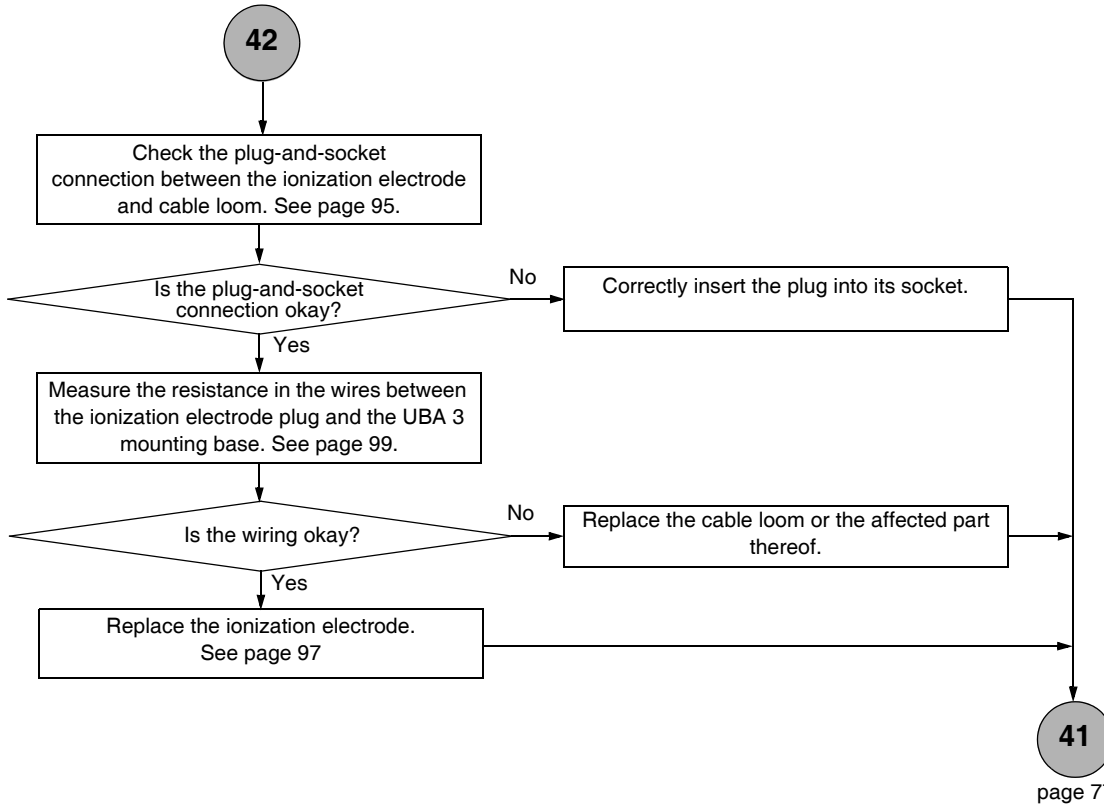 42
Check the plug-and-socket
connection between the ionization electrode
and cable loom. See page 95.
Is the plug-and-socket
connection okay?
No
Correctly insert the plug into its socket.
Yes
Measure the resistance in the wires between
the ionization electrode plug and the UBA 3
mounting base. See page 99.
Is the wiring okay?
No
Replace the cable loom or the affected part
thereof.
Yes
Replace the ionization electrode.
See page 97
41
page 77